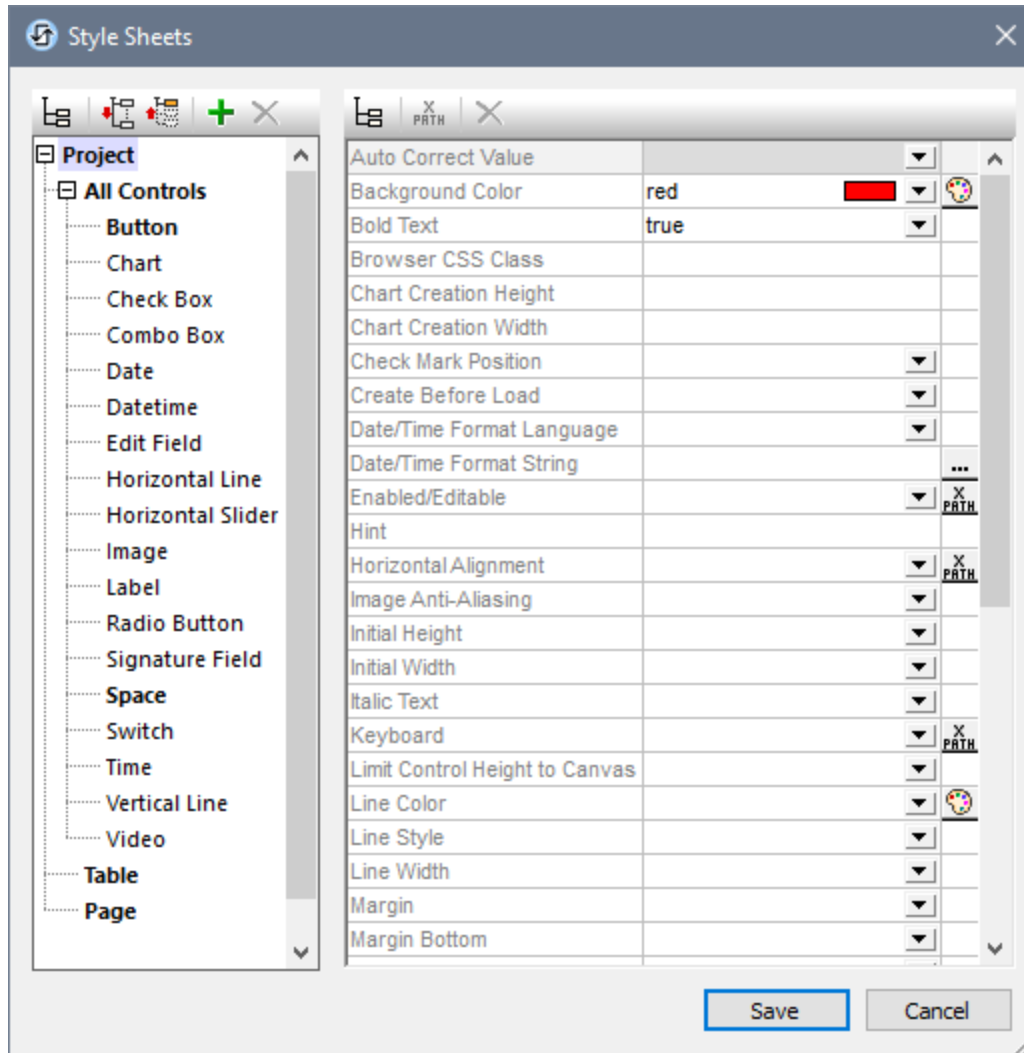 Style Sheets
X
PATH
Project
All Controls
Button
Chart
Check Box
Combo Box
Date
Datetime
Edit Field
Horizontal Line
Horizontal Slider
Image
Label
Radio Button
Signature Field
Space
Switch
Time
Vertical Line
Video
Table
Page
Auto Correct Value
Background Color red
Bold Text true
Browser CSS Class
Chart Creation Height
Chart Creation Width
Check Mark Position
Create Before Load
Date/Time Format Language
Date/Time Format String ...
Enabled/Editable X PATH
Hint
Horizontal Alignment X PATH
Image Anti-Aliasing
Initial Height
Initial Width
Italic Text
Keyboard X PATH
Limit Control Height to Canvas
Line Color
Line Style
Line Width
Margin
Margin Bottom
Save Cancel